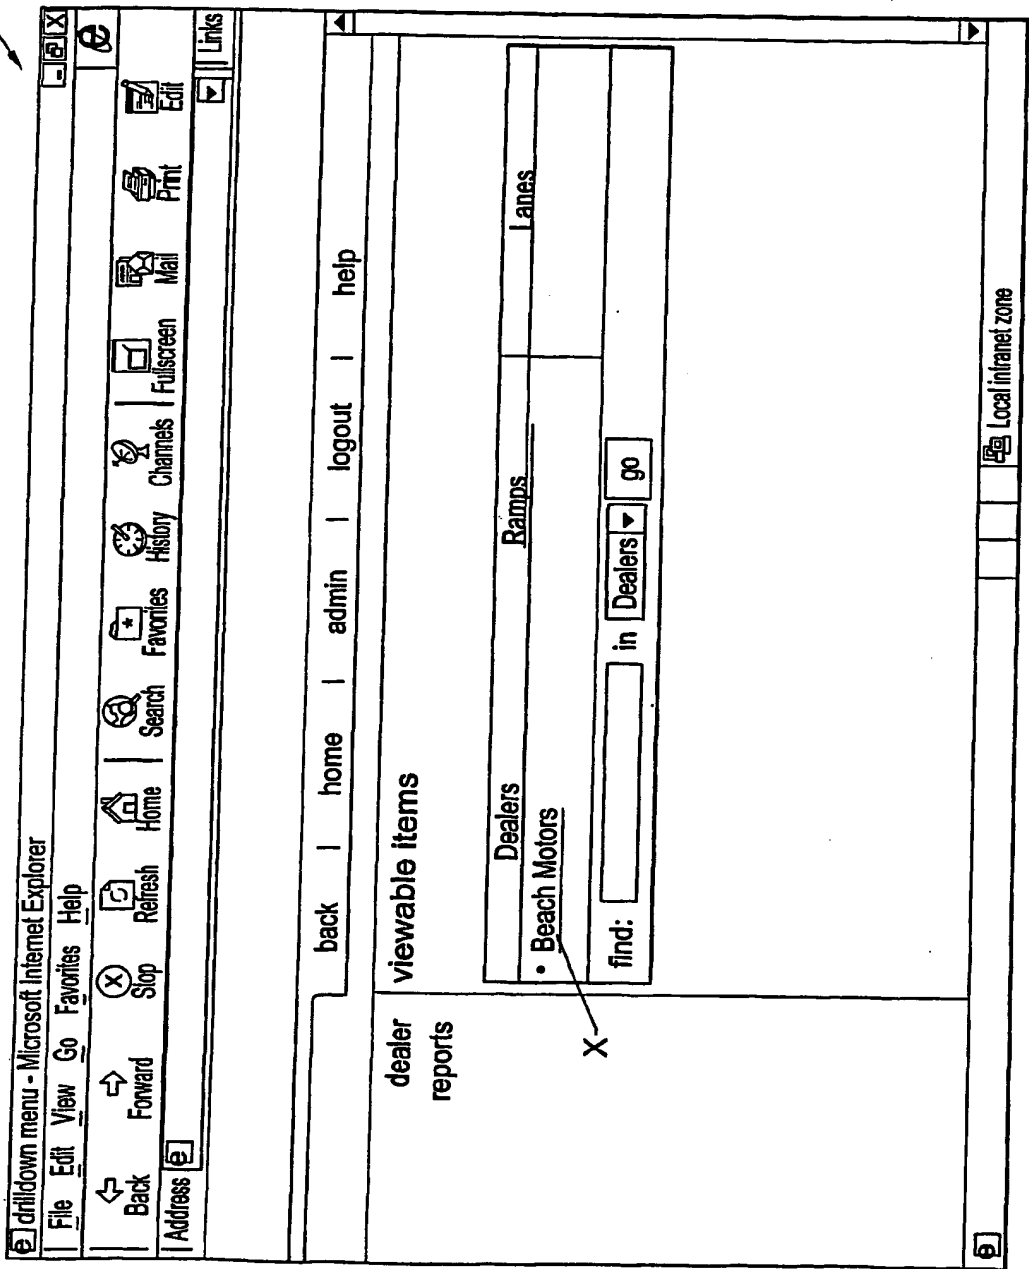 drilldown menu - Microsoft Internet Explorer
File Edit View Go Favorites Help
Back Forward Stop Refresh Home Search Favorties History Channels Fullscreen Mail Print Edit
Address Links
back | home | admin | logout | help
dealer
reports
viewable items
Dealers Ramps Lanes
• Beach Motors
X
find: in Dealers go
Local intranet zone